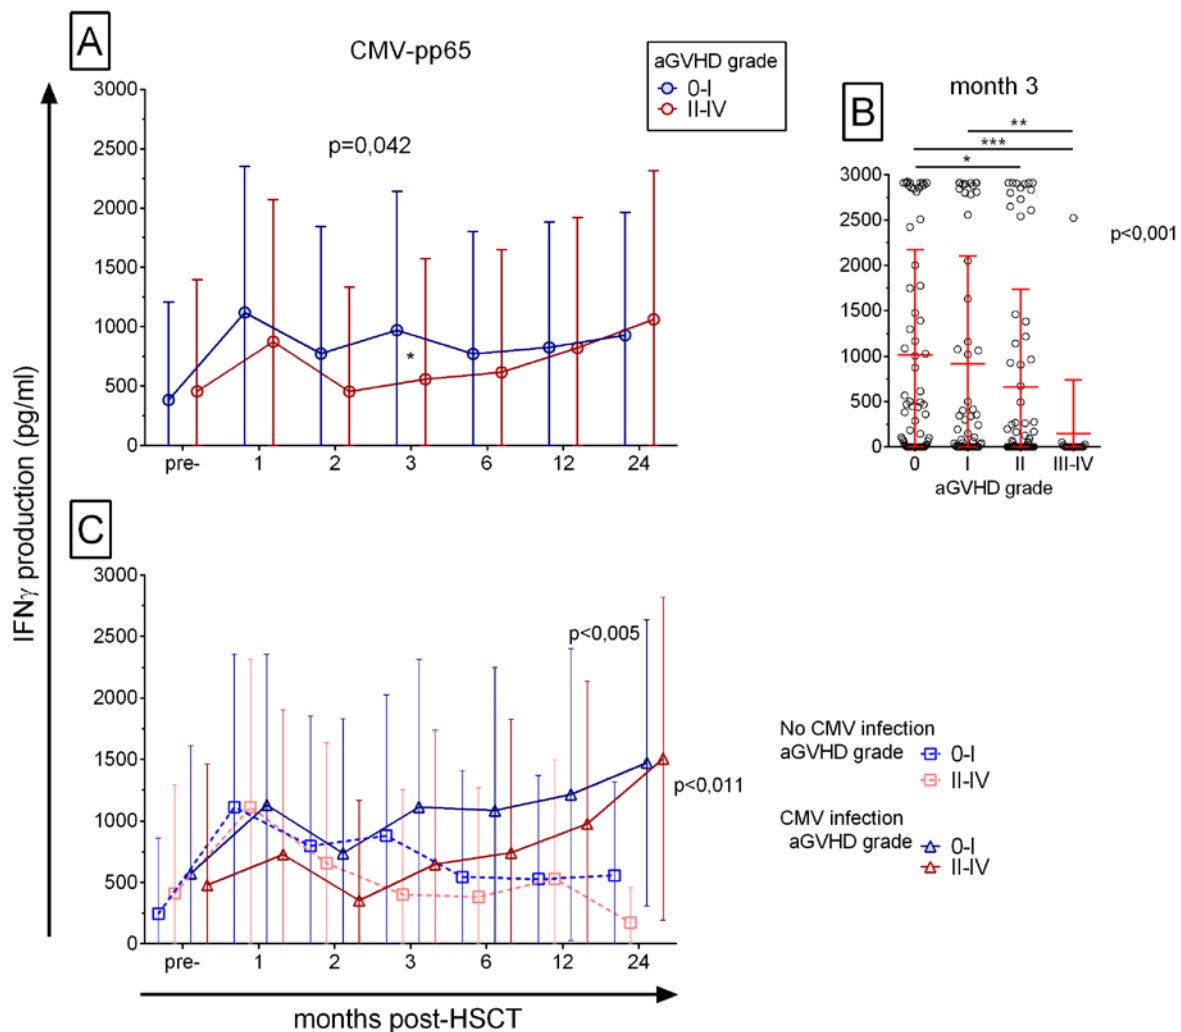 A
CMV-pp65
aGVHD grade
0-I
II-IV
3000
2500
2000
1500
1000
500
0
p=0,042
*
pre-
1
2
3
6
12
24
B
month 3
**
***
*
3000
2500
2000
1500
1000
500
0
p<0,001
0
I
II
III-IV
aGVHD grade
IFNγ production (pg/ml)
C
3000
2500
2000
1500
1000
500
0
p<0,005
p<0,011
pre-
1
2
3
6
12
24
months post-HSCT
No CMV infection
aGVHD grade
0-I
II-IV
CMV infection
aGVHD grade
0-I
II-IV